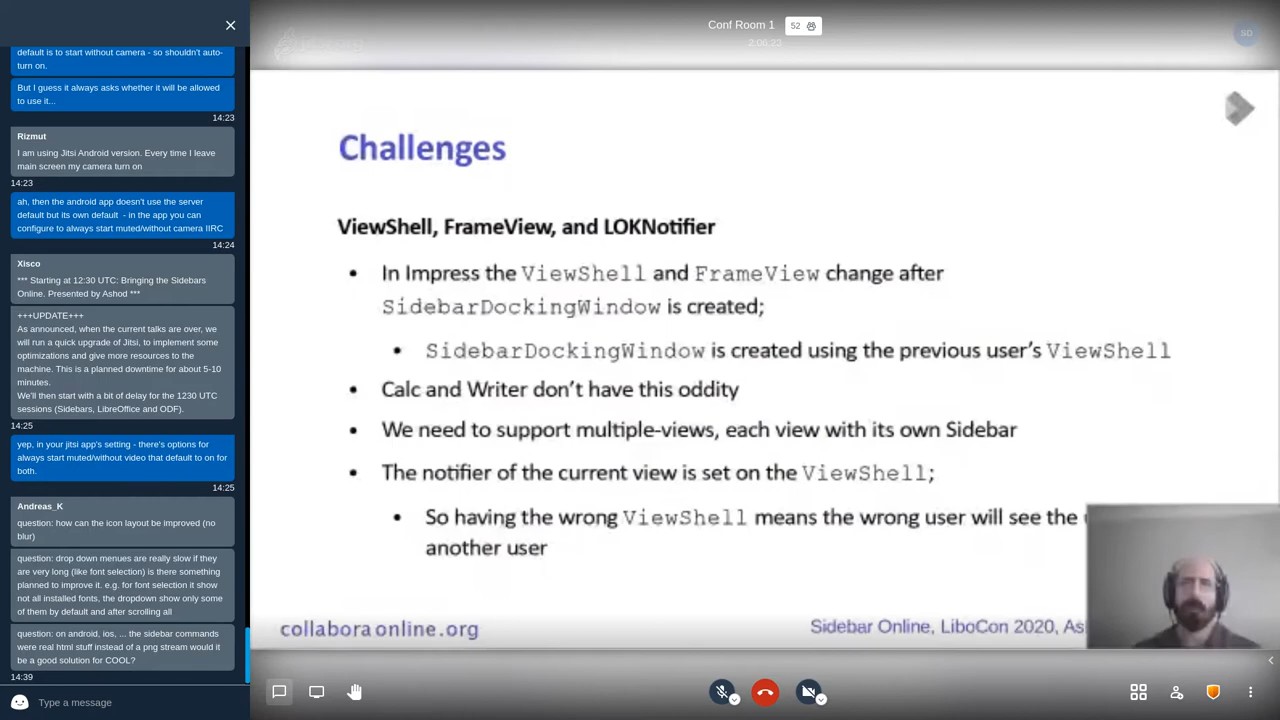 default is to start without camera - so shouldn't auto-
turn on.
But I guess it always asks whether it will be allowed
to use it...
14:23
Rizmut
I am using Jitsi Android version. Every time I leave
main screen my camera turn on
14:23
ah, then the android app doesn't use the server
default but its own default - in the app you can
configure to always start muted/without camera IIRC
14:24
Xisco
*** Starting at 12:30 UTC: Bringing the Sidebars
Online. Presented by Ashod ***
+++UPDATE+++
As announced, when the current talks are over, we
will run a quick upgrade of Jitsi, to implement some
optimizations and give more resources to the
machine. This is a planned downtime for about 5-10
minutes.
We'll then start with a bit of delay for the 1230 UTC
sessions (Sidebars, LibreOffice and ODF).
14:25
yep, in your jitsi app's setting - there's options for
always start muted/without video that default to on for
both.
14:25
Andreas_K
question: how can the icon layout be improved (no
blur)
question: drop down menues are really slow if they
are very long (like font selection) is there something
planned to improve it. e.g. for font selection it show
not all installed fonts, the dropdown show only some
of them by default and after scrolling all
question: on android, ios, ... the sidebar commands
were real html stuff instead of a png stream would it
be a good solution for COOL?
14:39
Type a message
Conf Room 1
52
2:06:23
SD
Challenges
ViewShell, FrameView, and LOKNotifier
• In Impress the ViewShell and FrameView change after
SidebarDockingWindow is created;
• SidebarDockingWindow is created using the previous user's ViewShell
• Calc and Writer don't have this oddity
• We need to support multiple-views, each view with its own Sidebar
• The notifier of the current view is set on the ViewShell;
• So having the wrong ViewShell means the wrong user will see the
another user
collaboraonline.org
Sidebar Online, LiboCon 2020, As